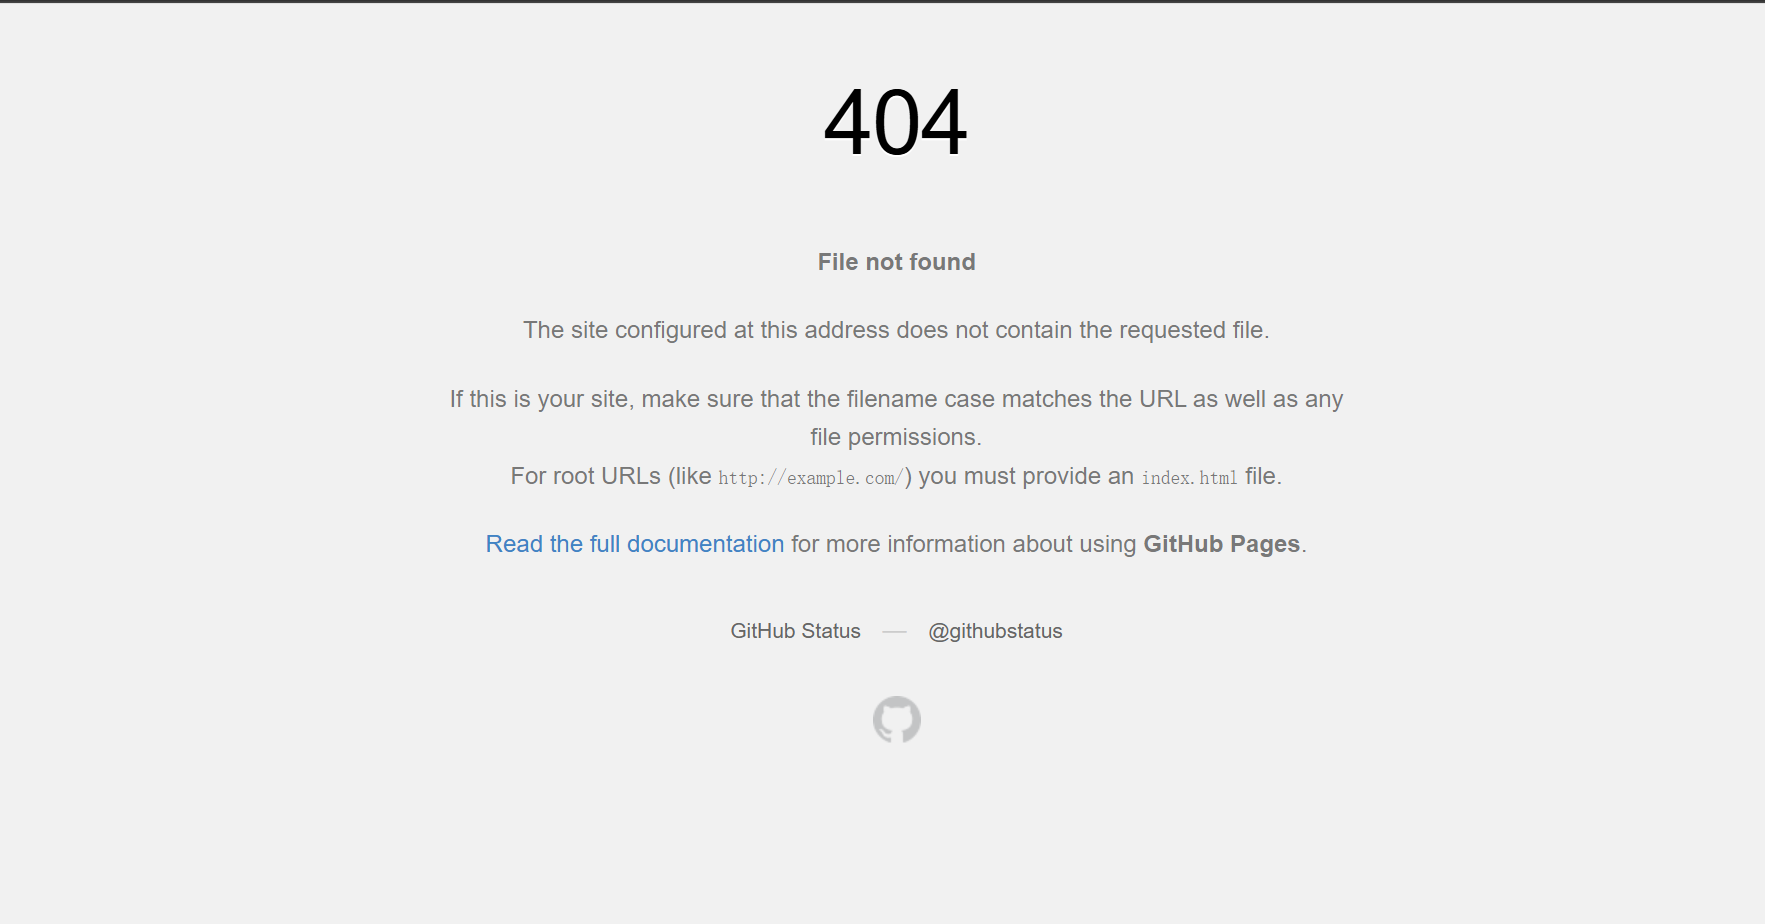 404
File not found
The site configured at this address does not contain the requested file.
If this is your site, make sure that the filename case matches the URL as well as any
file permissions.
For root URLs (like http://example.com/) you must provide an index.html file.
Read the full documentation for more information about using GitHub Pages.
GitHub Status — @githubstatus